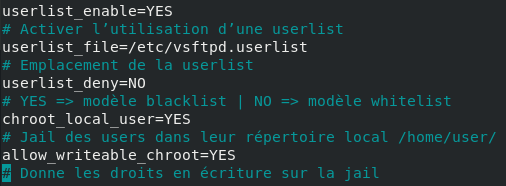 userlist_enable=YES
# Activer l’utilisation d’une userlist
userlist_file=/etc/vsftpd.userlist
# Emplacement de la userlist
userlist_deny=NO
# YES => modèle blacklist | NO => modèle whitelist
chroot_local_user=YES
# Jail des users dans leur répertoire local /home/user/
allow_writeable_chroot=YES
# Donne les droits en écriture sur la jail